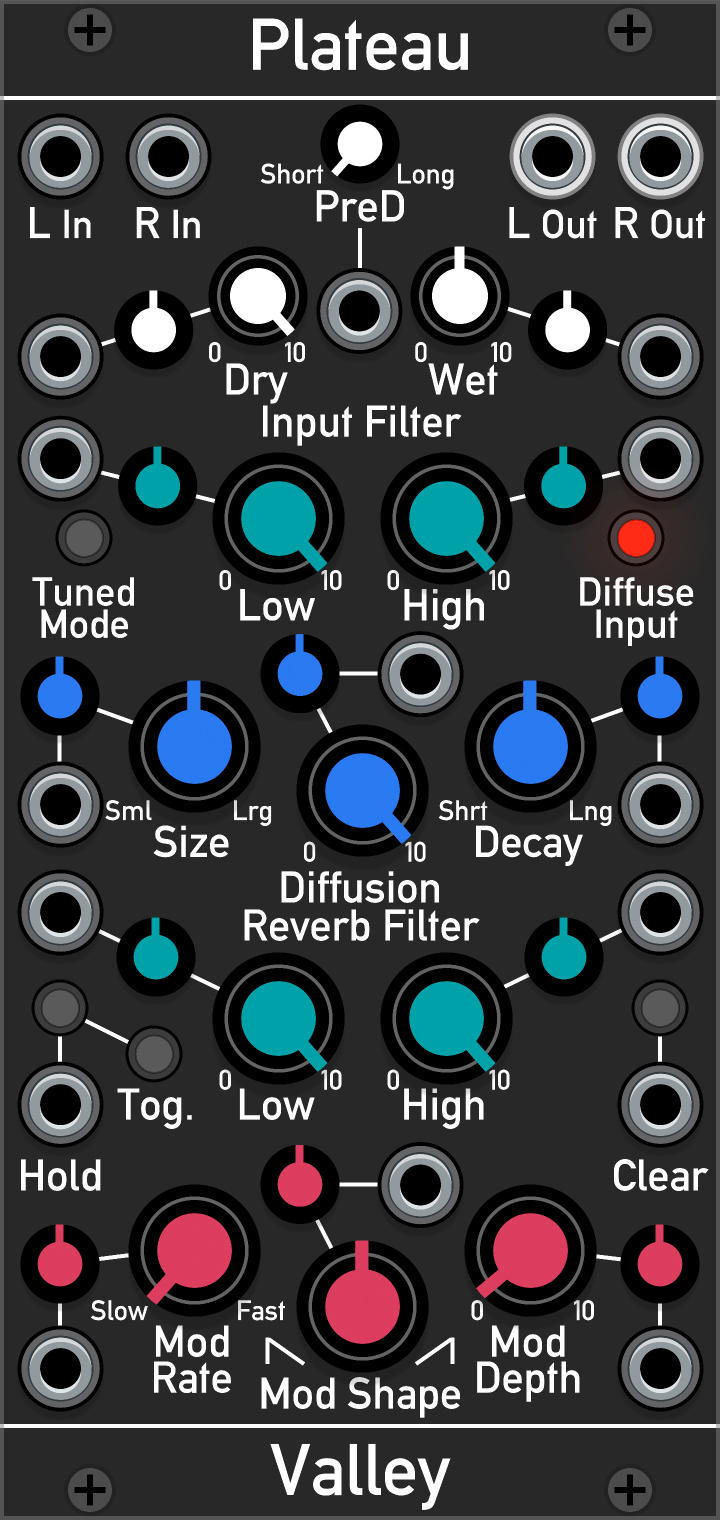 Plateau
Short Long
PreD
L In R In L Out R Out
0 10 0 10
Dry Wet
Input Filter
0 10 0 10
Low High
Tuned
Mode
Diffuse
Input
Sml Lrg Shrt Lng
Size Decay
0 10
Diffusion
Reverb Filter
0 10 0 10
Tog. Low High
Hold Clear
Slow Fast 0 10
Mod
Rate
Mod Shape
Mod
Depth
Valley